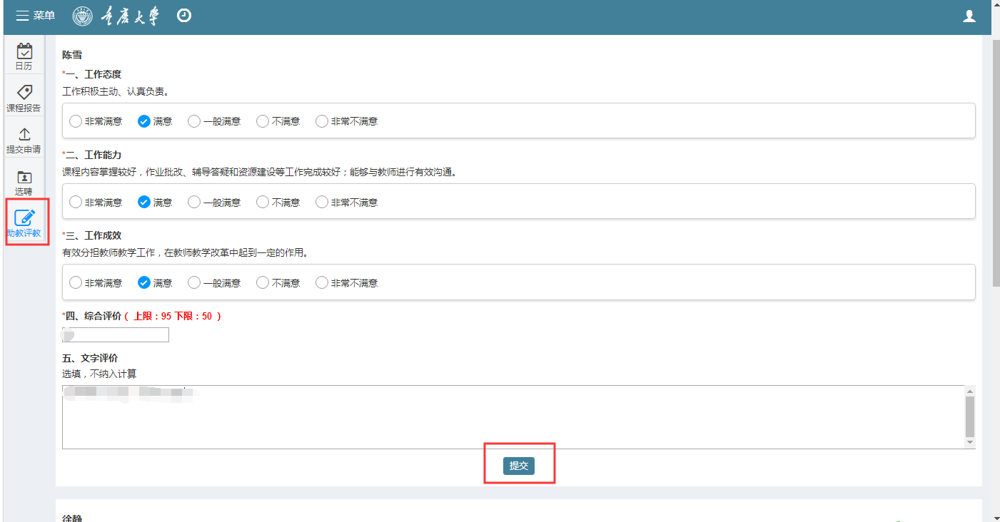 菜单 重庆大学
日历
课程报告
提交申请
选聘
助教评教
陈雪
*一、工作态度
工作积极主动、认真负责。
非常满意 满意 一般满意 不满意 非常不满意
*二、工作能力
课程内容掌握较好，作业批改、辅导答疑和资源建设等工作完成较好；能够与教师进行有效沟通。
非常满意 满意 一般满意 不满意 非常不满意
*三、工作成效
有效分担教师教学工作，在教师教学改革中起到一定的作用。
非常满意 满意 一般满意 不满意 非常不满意
*四、综合评价（ 上限：95 下限：50 ）
五、文字评价
选填，不纳入计算
提交
徐静